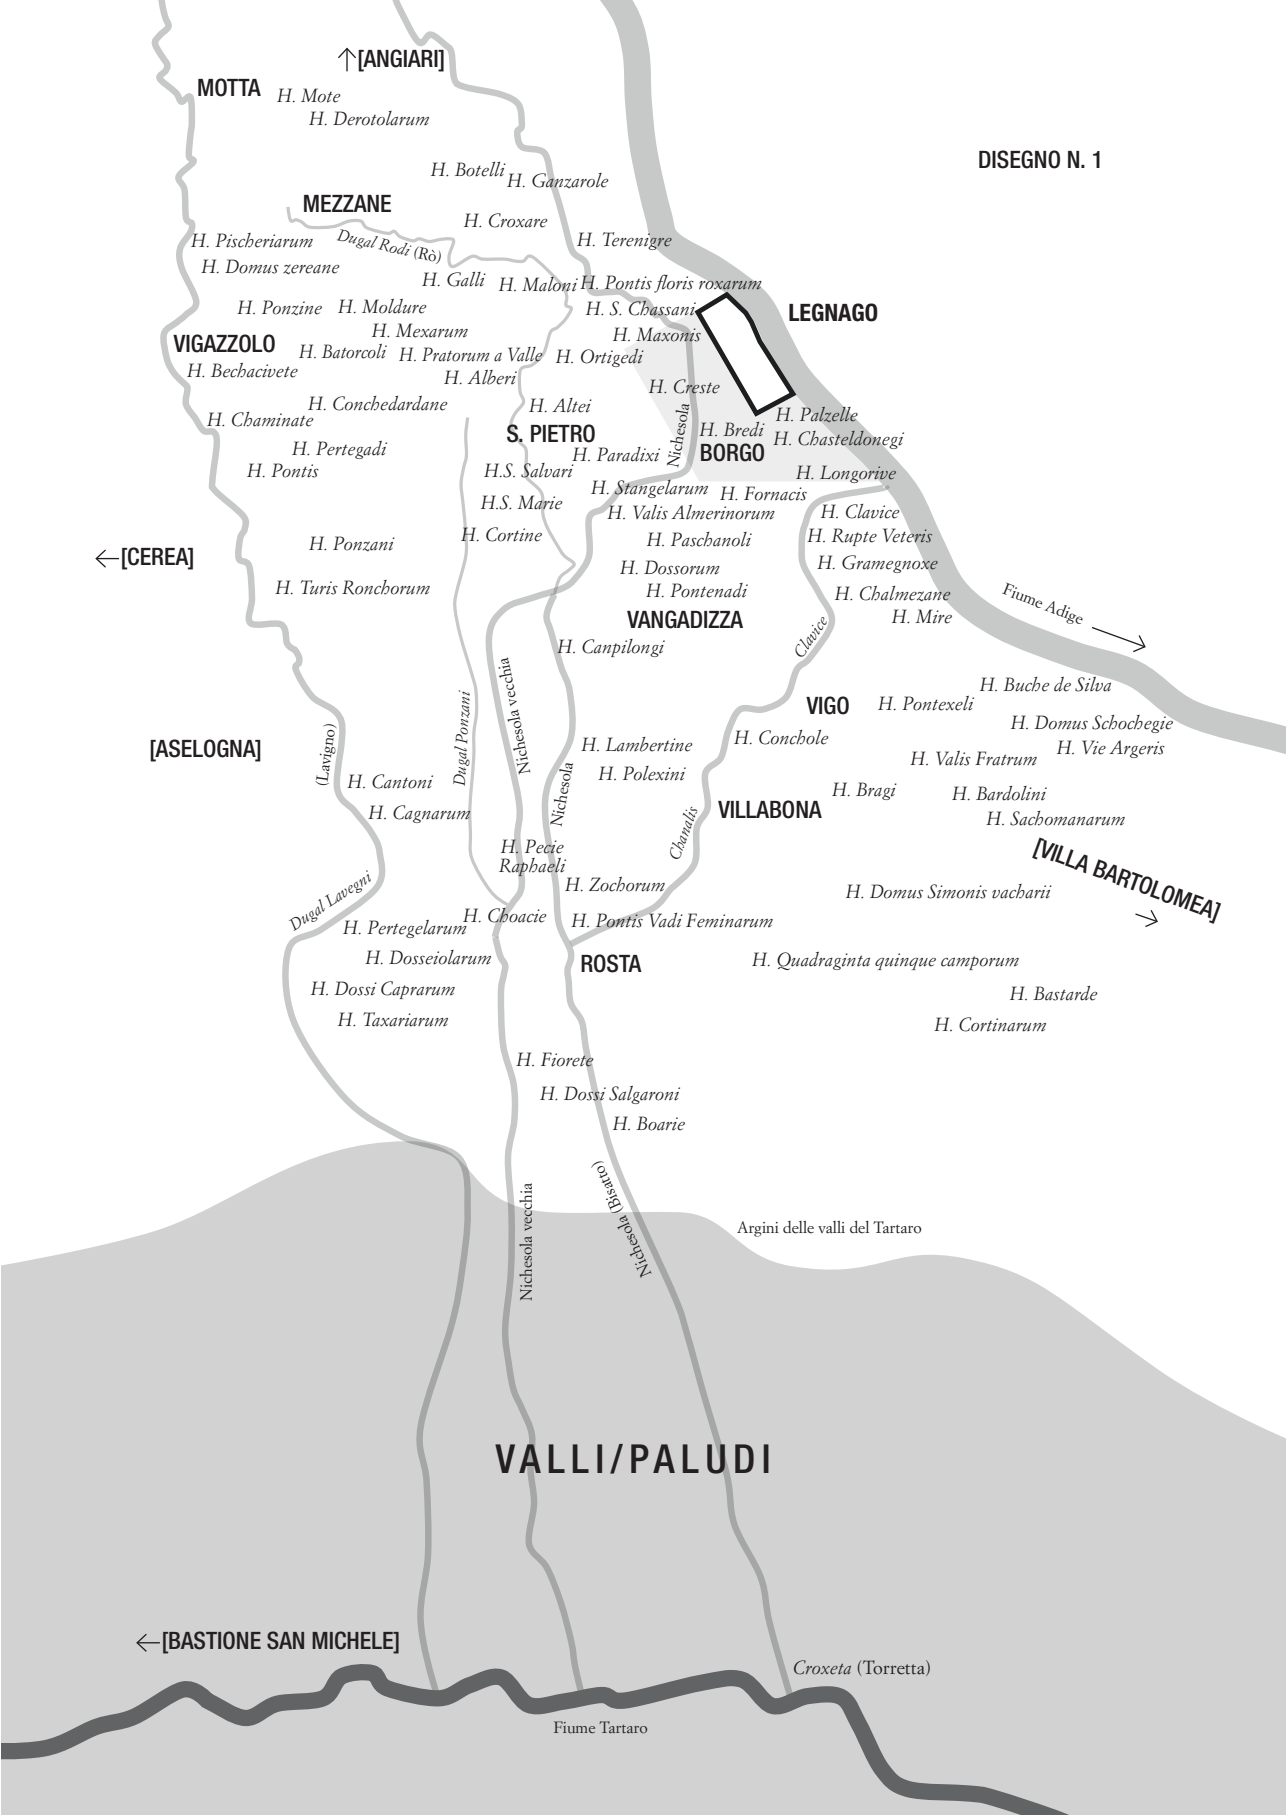 [ANGIARI]
MOTTA
H. Mote
H. Derotolarum
DISEGNO N. 1
H. Botelli
H. Ganzarole
MEZZANE
H. Croxare
H. Pischeriarum
Dugal Rodi (Rò)
H. Terenigre
H. Domus zereane
H. Galli
H. Maloni
H. Pontis floris roxarum
H. Ponzine
H. Moldure
H. S. Chassani
LEGNAGO
H. Mexarum
H. Maxonis
VIGAZZOLO
H. Batorcoli
H. Pratorum a Valle
H. Ortigedi
H. Bechacivete
H. Alberi
H. Creste
H. Conchedardane
H. Altei
H. Palzelle
H. Chaminate
Nichesola
S. PIETRO
H. Bredi
H. Chasteldonegi
H. Pertegadi
H. Paradixi
BORGO
H. Pontis
H.S. Salvari
H. Longorive
H. Stangelarum
H. Fornacis
H.S. Marie
H. Valis Almerinorum
H. Clavice
H. Cortine
H. Paschanoli
H. Rupte Veteris
H. Ponzani
[CEREA]
H. Dossorum
H. Gramegnoxe
H. Turis Ronchorum
H. Pontenadi
H. Chalmezane
Fiume Adige
VANGADIZZA
H. Mire
H. Canpilongi
Clavice
H. Buche de Silva
VIGO
H. Pontexeli
Nichesola vecchia
H. Domus Schochegie
[ASELOGNA]
(Lavigno)
Dugal Ponzani
H. Lambertine
H. Conchole
H. Vie Argeris
H. Valis Fratrum
H. Cantoni
H. Polexini
H. Bragi
H. Bardolini
H. Cagnarum
Nichesola
VILLABONA
H. Sachomanarum
Chanalis
H. Pecie
Raphaeli
[VILLA BARTOLOMEA]
H. Zochorum
H. Domus Simonis vacharii
Dugal Lavegni
H. Choacie
H. Pertegelarum
H. Pontis Vadi Feminarum
H. Dosseiolarum
ROSTA
H. Quadraginta quinque camporum
H. Dossi Caprarum
H. Bastarde
H. Taxariarum
H. Cortinarum
H. Fiorete
H. Dossi Salgaroni
H. Boarie
Nichesola vecchia
Nichesola (Bisatto)
Argini delle valli del Tartaro
VALLI/PALUDI
[BASTIONE SAN MICHELE]
Croxeta (Torretta)
Fiume Tartaro